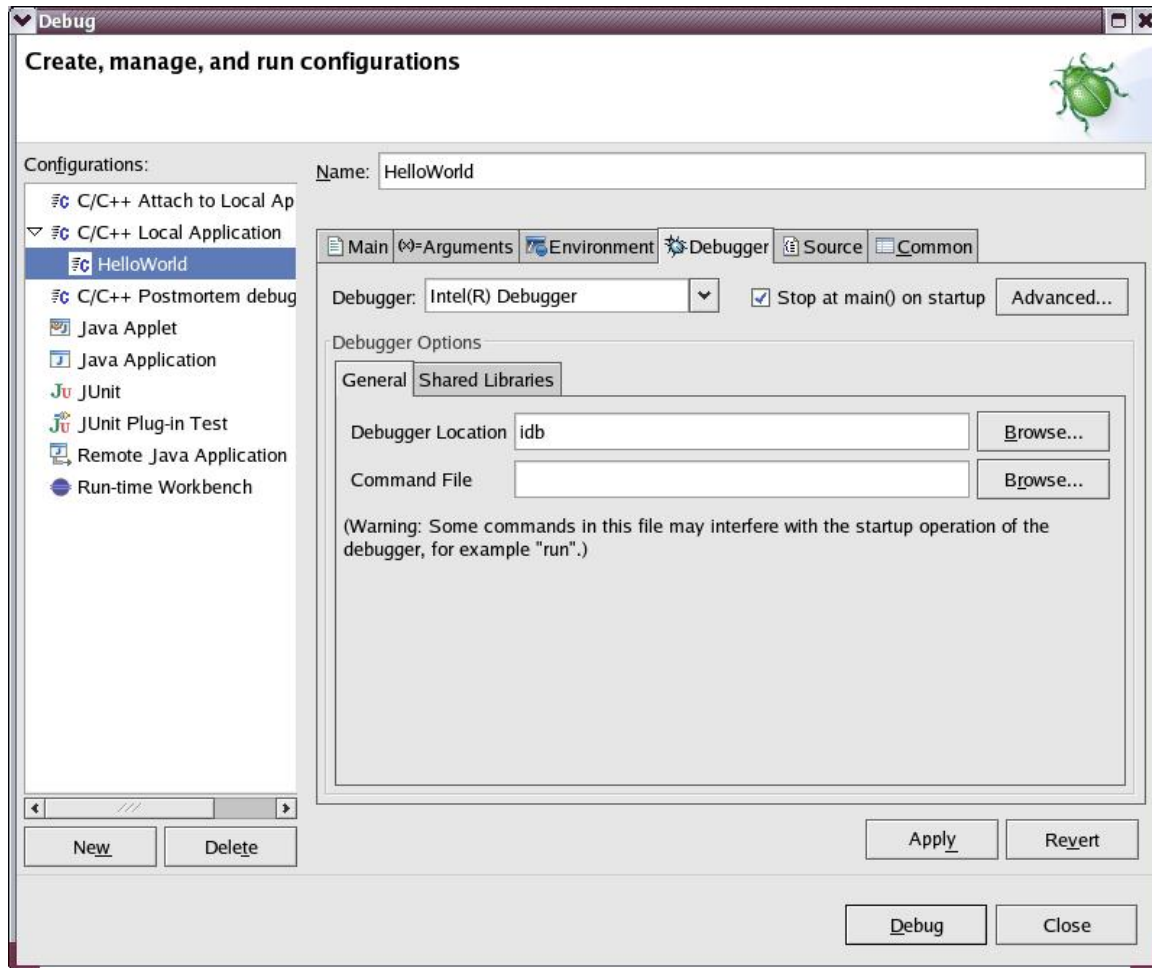 Debug
Create, manage, and run configurations
Configurations:
C/C++ Attach to Local Ap
C/C++ Local Application
HelloWorld
C/C++ Postmortem debug
Java Applet
Java Application
JUnit
JUnit Plug-in Test
Remote Java Application
Run-time Workbench
New Delete
Name: HelloWorld
Main (x)=Arguments Environment Debugger Source Common
Debugger: Intel(R) Debugger Stop at main() on startup Advanced...
Debugger Options
General Shared Libraries
Debugger Location idb Browse...
Command File Browse...
(Warning: Some commands in this file may interfere with the startup operation of the
debugger, for example "run".)
Apply Revert
Debug Close